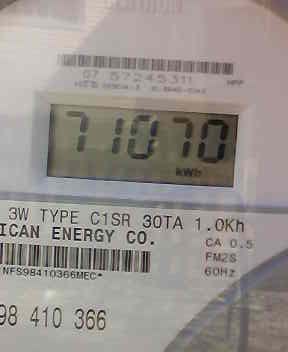 07 57245311
71070
kWh
3W TYPE C1SR 30TA 1.0Kh
ICAN ENERGY CO.
CA 0.5
FM2S
60Hz
NFS98410366MEC*
98 410 366